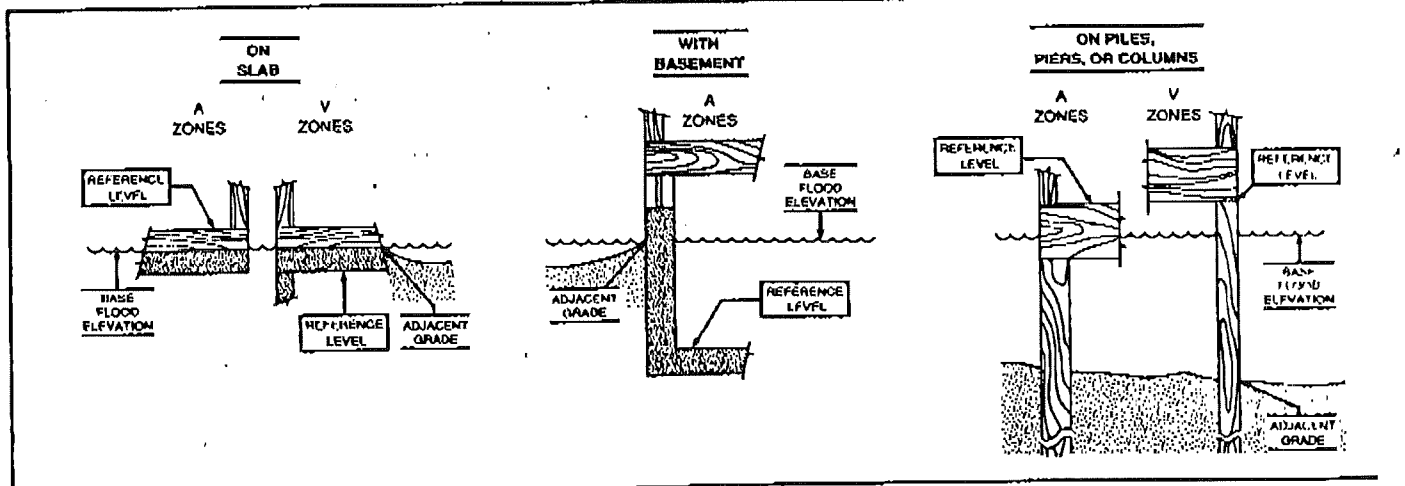 ON
SLAB
A
ZONES
V
ZONES
REFERENCE
LEVEL
BASE
FLOOD
ELEVATION
REFERENCE
LEVEL
ADJACENT
GRADE
WITH
BASEMENT
A
ZONES
BASE
FLOOD
ELEVATION
ADJACENT
GRADE
REFERENCE
LEVEL
ON PILES,
PIERS, OR COLUMNS
A
ZONES
V
ZONES
REFERENCE
LEVEL
REFERENCE
LEVEL
BASE
FLOOD
ELEVATION
ADJACENT
GRADE